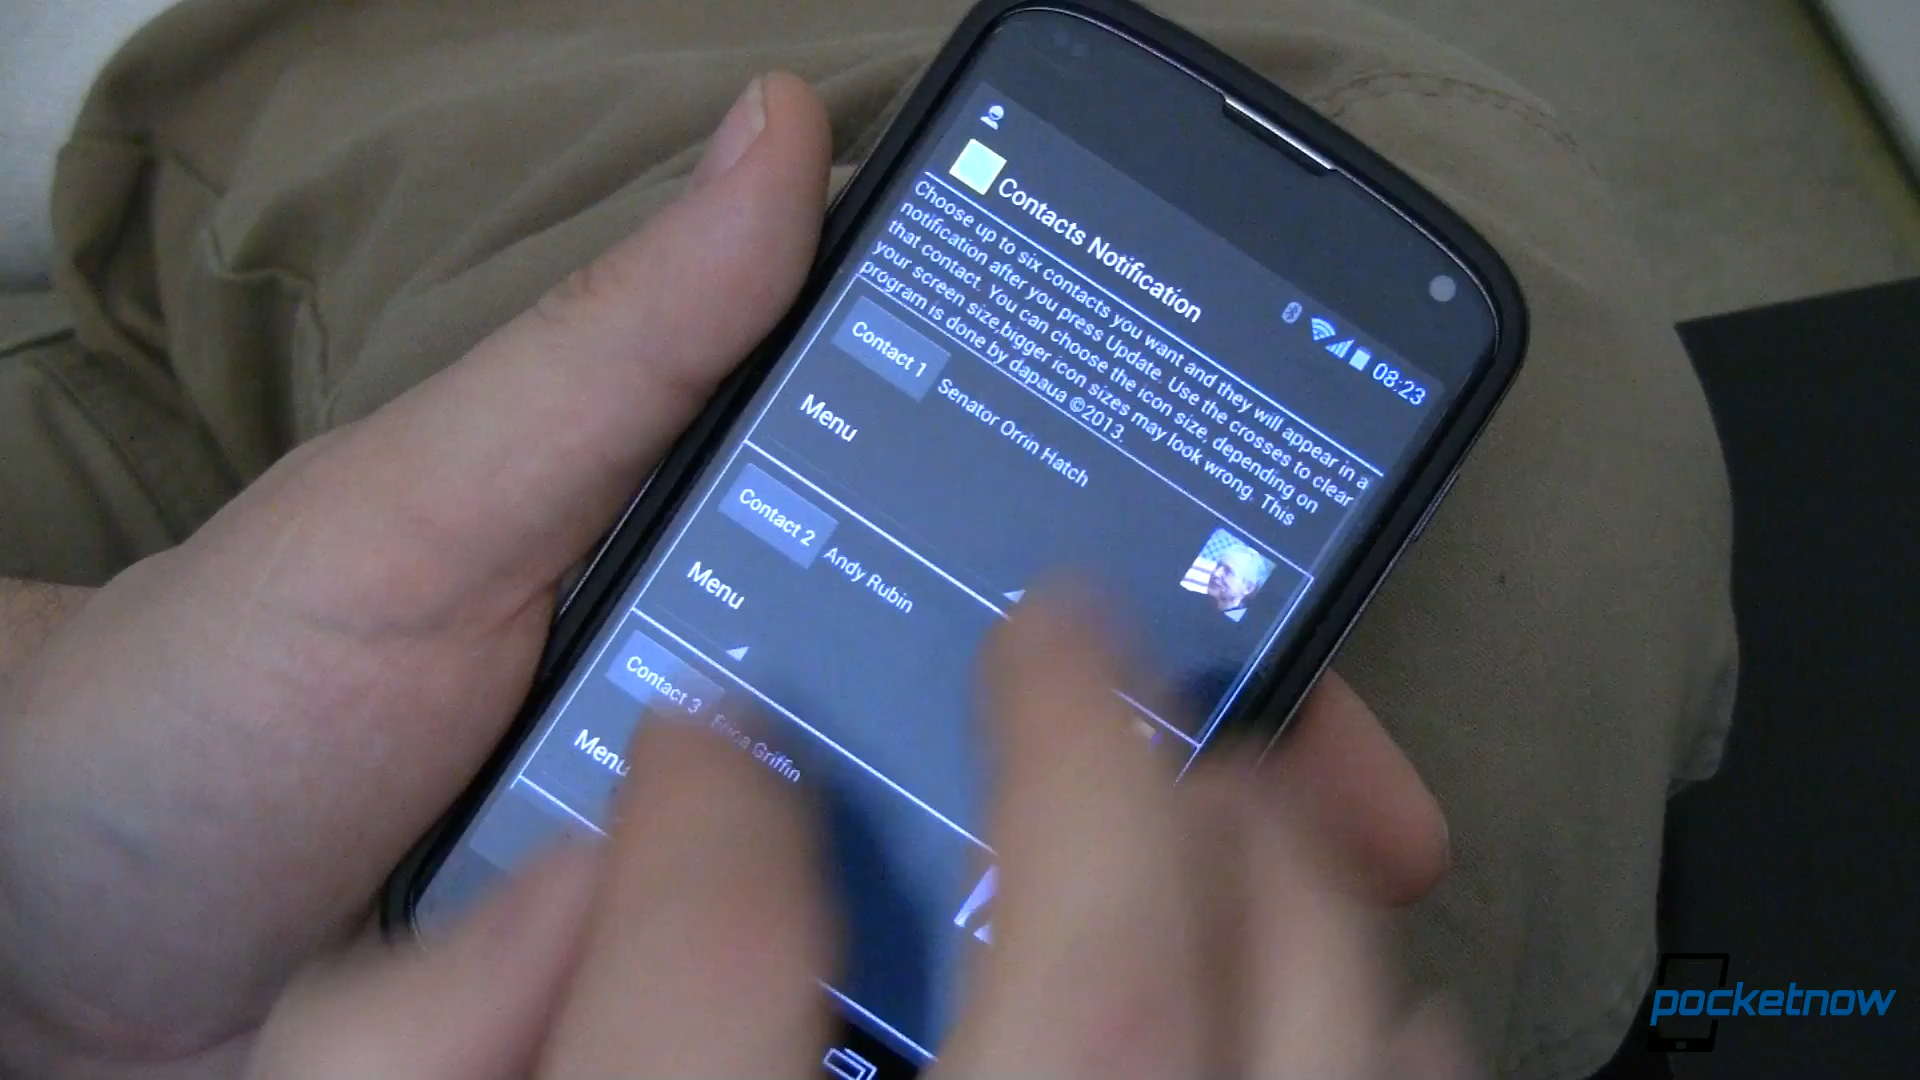 08:23
Contacts Notification
Choose up to six contacts you want and they will appear in a
notification after you press Update. Use the crosses to clear
that contact. You can choose the icon size, depending on
your screen size,bigger icon sizes may look wrong. This
program is done by dapaua ©2013.
Contact 1
Senator Orrin Hatch
Menu
Contact 2
Andy Rubin
Menu
Contact 3
Erica Griffin
Menu
pocketnow